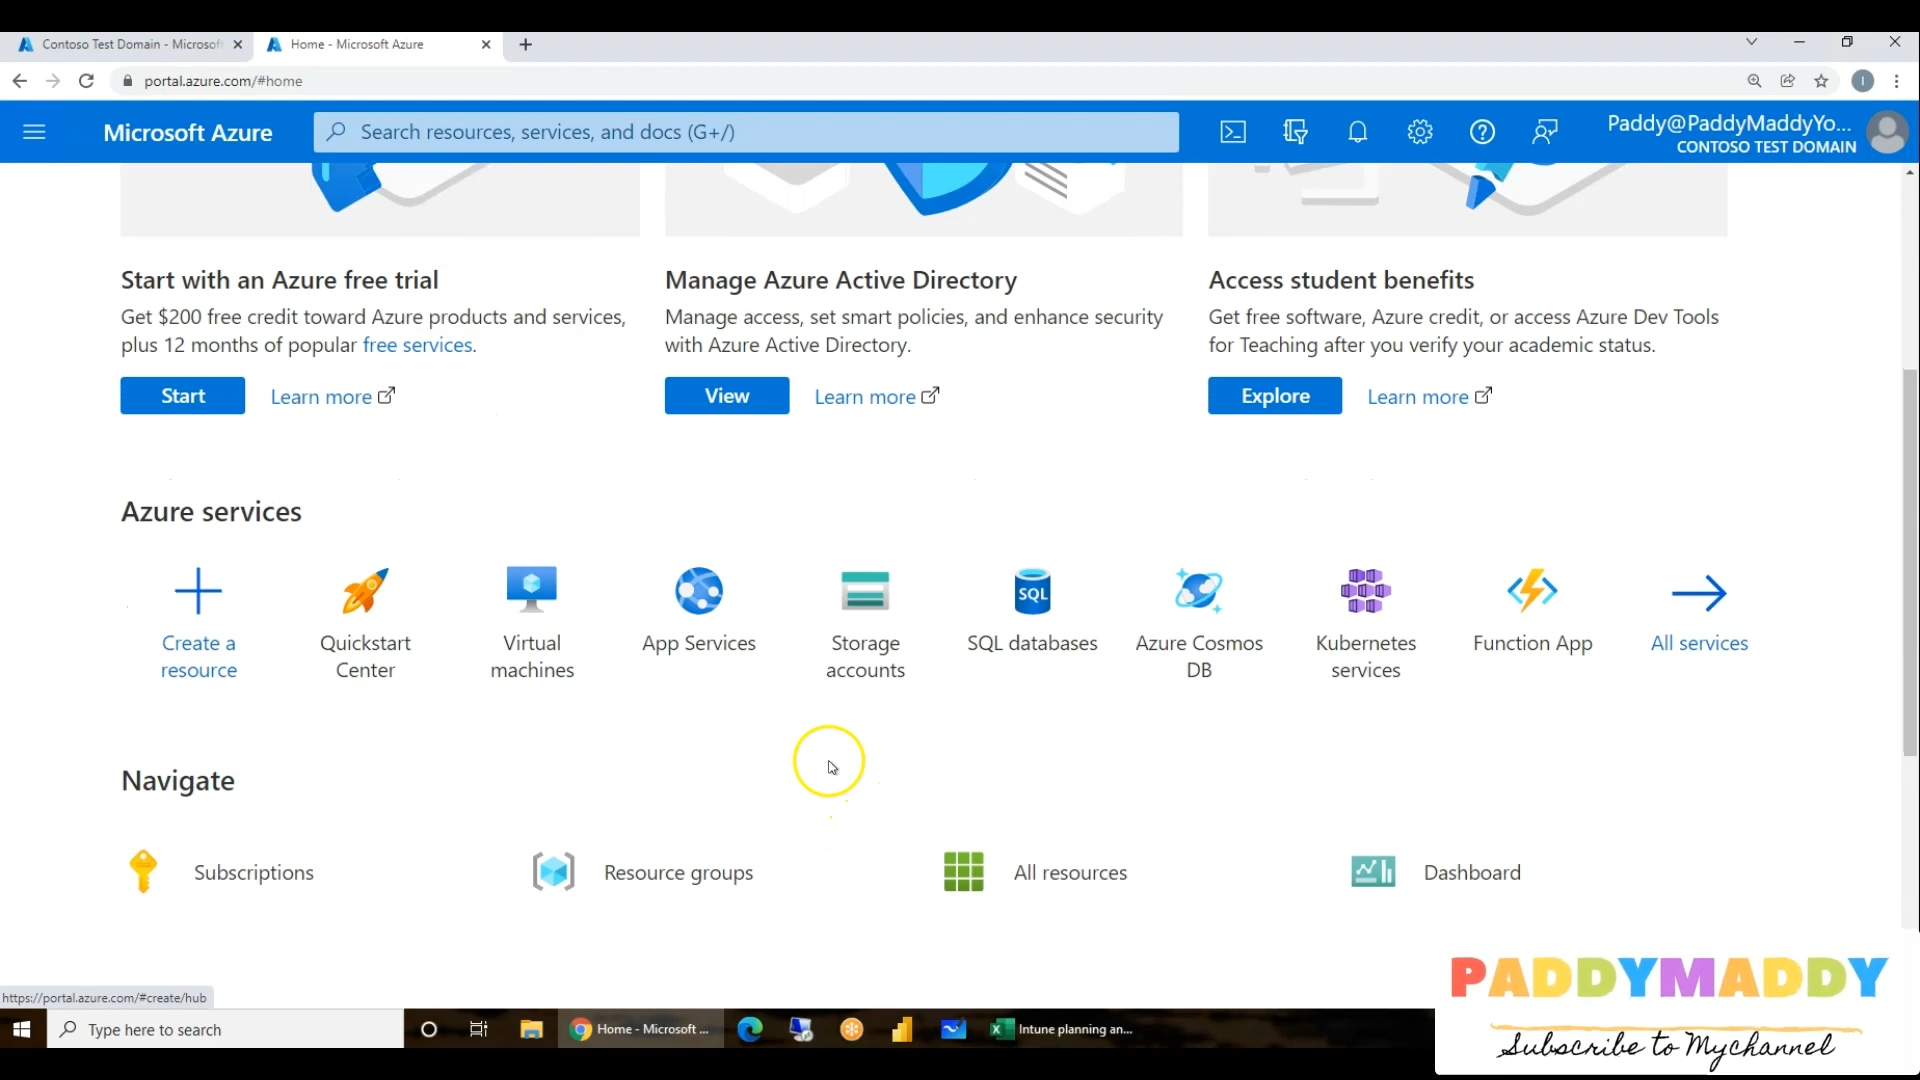 Contoso Test Domain - Microsoft
Home - Microsoft Azure
portal.azure.com/#home
Microsoft Azure
Search resources, services, and docs (G+/)
Paddy@PaddyMaddyYo...
CONTOSO TEST DOMAIN
Start with an Azure free trial
Get $200 free credit toward Azure products and services,
plus 12 months of popular free services.
Start
Learn more
Manage Azure Active Directory
Manage access, set smart policies, and enhance security
with Azure Active Directory.
View
Learn more
Access student benefits
Get free software, Azure credit, or access Azure Dev Tools
for Teaching after you verify your academic status.
Explore
Learn more
Azure services
Create a
resource
Quickstart
Center
Virtual
machines
App Services
Storage
accounts
SQL
SQL databases
Azure Cosmos
DB
Kubernetes
services
Function App
All services
Navigate
Subscriptions
Resource groups
All resources
Dashboard
https://portal.azure.com/#create/hub
Type here to search
Home - Microsoft ...
Intune planning an...
PADDYMADDY
Subscribe to Mychannel